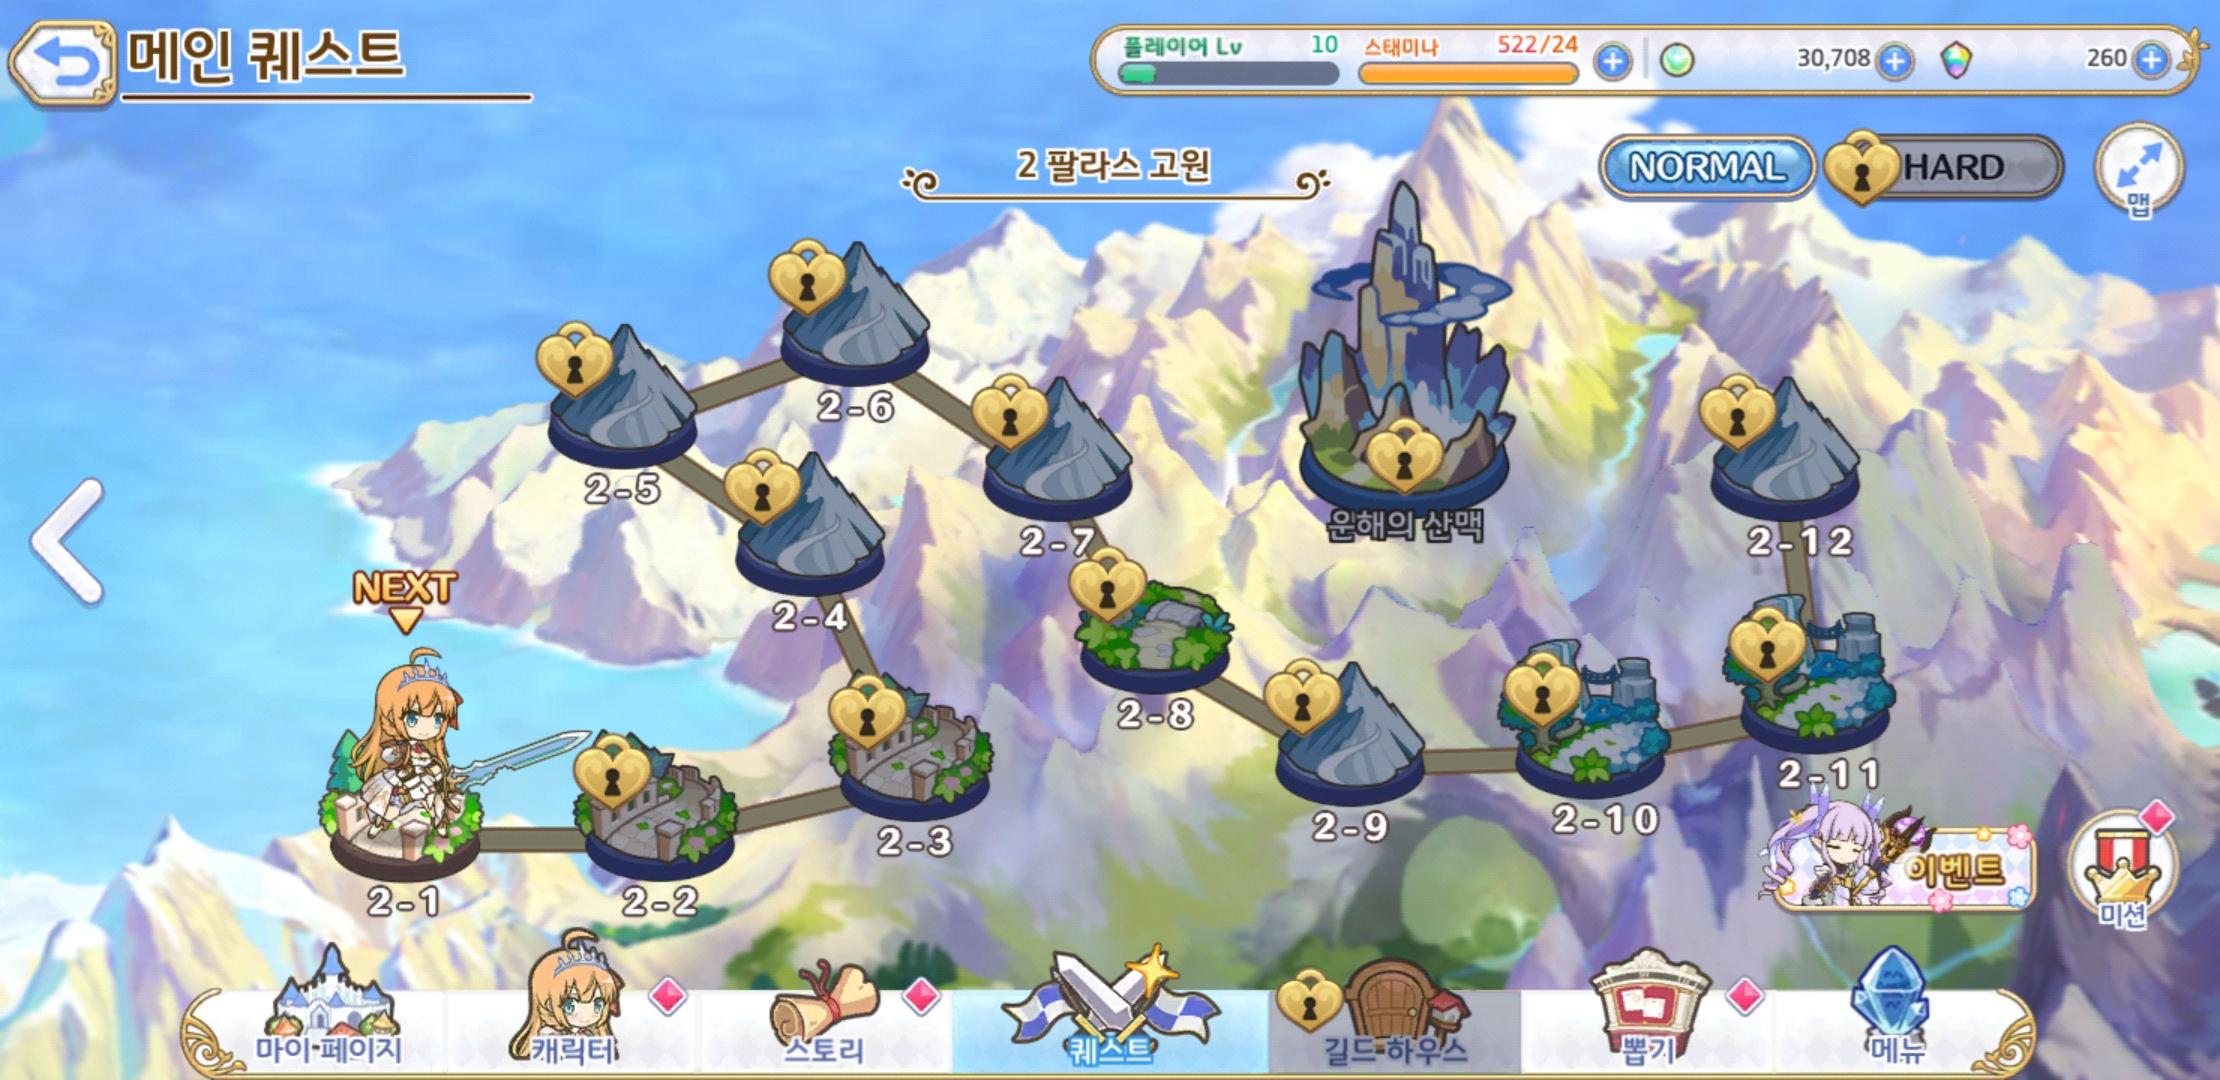 메인 퀘스트
플레이어 Lv 10
스태미나 522/24
30,708
260
2 팔라스 고원
NORMAL
HARD
맵
2-6
2-5
2-7
운해의 산맥
2-12
NEXT
2-4
2-8
2-11
2-3
2-9
2-10
2-1
2-2
이벤트
미션
마이 페이지
캐릭터
스토리
퀘스트
길드 하우스
뽑기
메뉴